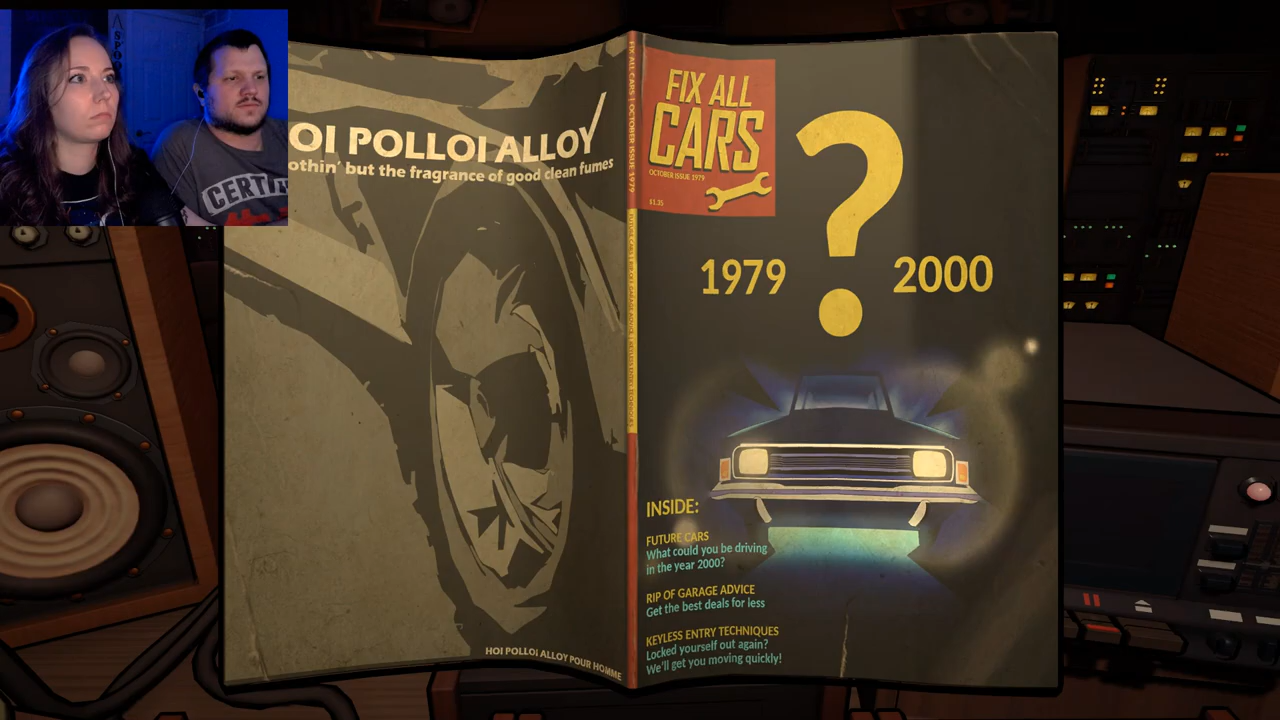 OI POLLOI ALLOY
othin' but the fragrance of good clean fumes
HOI POLLOI ALLOY POUR HOMME
FIX ALL CARS | OCTOBER ISSUE 1979
FIX ALL
CARS
OCTOBER ISSUE 1979
$1.35
?
1979
2000
INSIDE:
FUTURE CARS
What could you be driving
in the year 2000?
RIP OF GARAGE ADVICE
Get the best deals for less
KEYLESS ENTRY TECHNIQUES
Locked yourself out again?
We'll get you moving quickly!